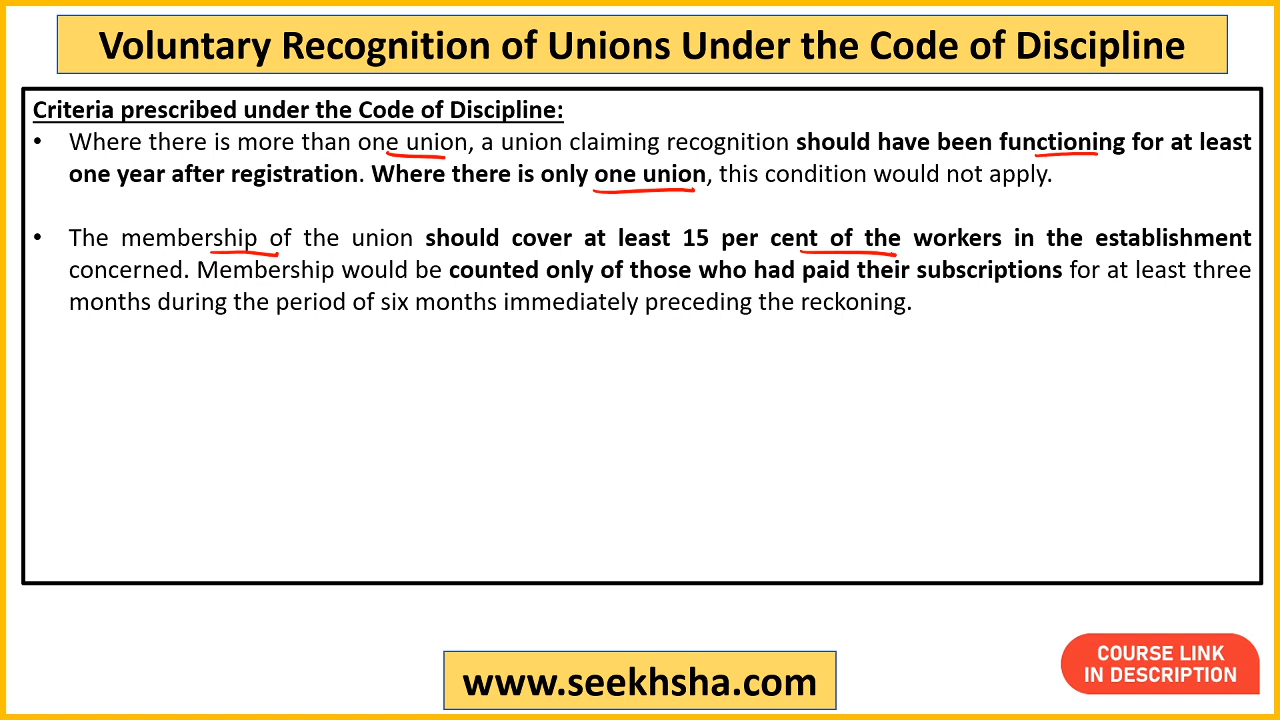 Voluntary Recognition of Unions Under the Code of Discipline
Criteria prescribed under the Code of Discipline:
• Where there is more than one union, a union claiming recognition should have been functioning for at least
one year after registration. Where there is only one union, this condition would not apply.
• The membership of the union should cover at least 15 per cent of the workers in the establishment
concerned. Membership would be counted only of those who had paid their subscriptions for at least three
months during the period of six months immediately preceding the reckoning.
www.seekhsha.com
COURSE LINK
IN DESCRIPTION